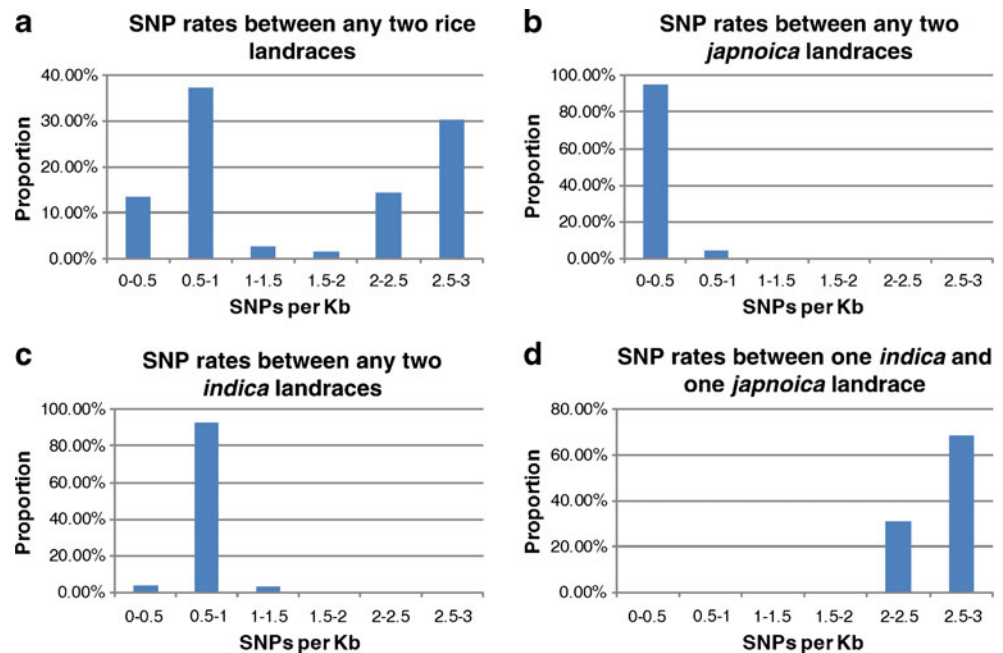 a
SNP rates between any two rice
landraces
40.00%
30.00%
20.00%
10.00%
0.00%
Proportion
0-0.5 0.5-1 1-1.5 1.5-2 2-2.5 2.5-3
SNPs per Kb
b
SNP rates between any two
japnoica landraces
100.00%
80.00%
60.00%
40.00%
20.00%
0.00%
Proportion
0-0.5 0.5-1 1-1.5 1.5-2 2-2.5 2.5-3
SNPs per Kb
c
SNP rates between any two
indica landraces
100.00%
80.00%
60.00%
40.00%
20.00%
0.00%
Proportion
0-0.5 0.5-1 1-1.5 1.5-2 2-2.5 2.5-3
SNPs per Kb
d
SNP rates between one indica and
one japnoica landrace
80.00%
60.00%
40.00%
20.00%
0.00%
Proportion
0-0.5 0.5-1 1-1.5 1.5-2 2-2.5 2.5-3
SNPs per Kb